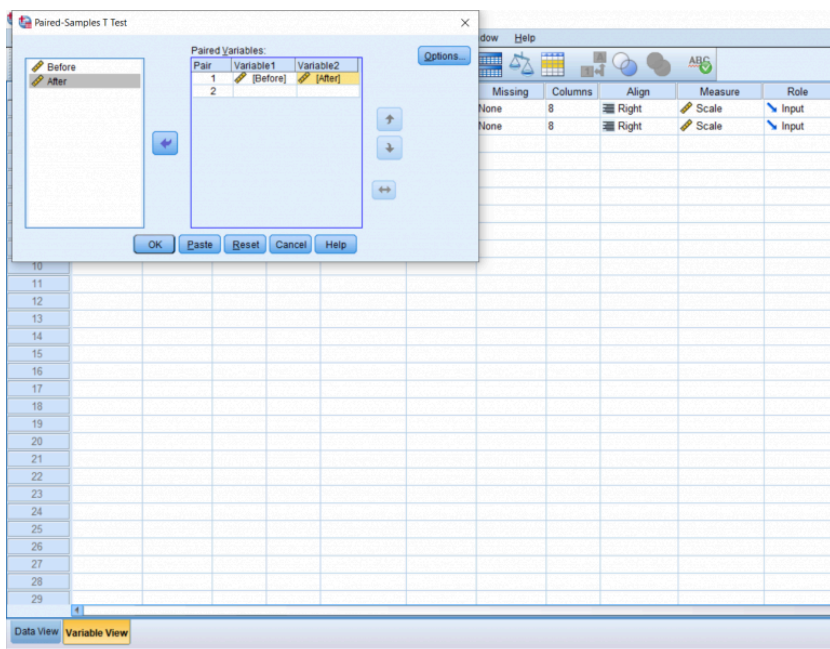 Paired-Samples T Test
Paired Variables:
Before
After
Pair Variable1 Variable2
1 [Before] [After]
2
Options...
OK Paste Reset Cancel Help
dow Help
ABC
Missing Columns Align Measure Role
None 8 Right Scale Input
None 8 Right Scale Input
10
11
12
13
14
15
16
17
18
19
20
21
22
23
24
25
26
27
28
29
Data View Variable View